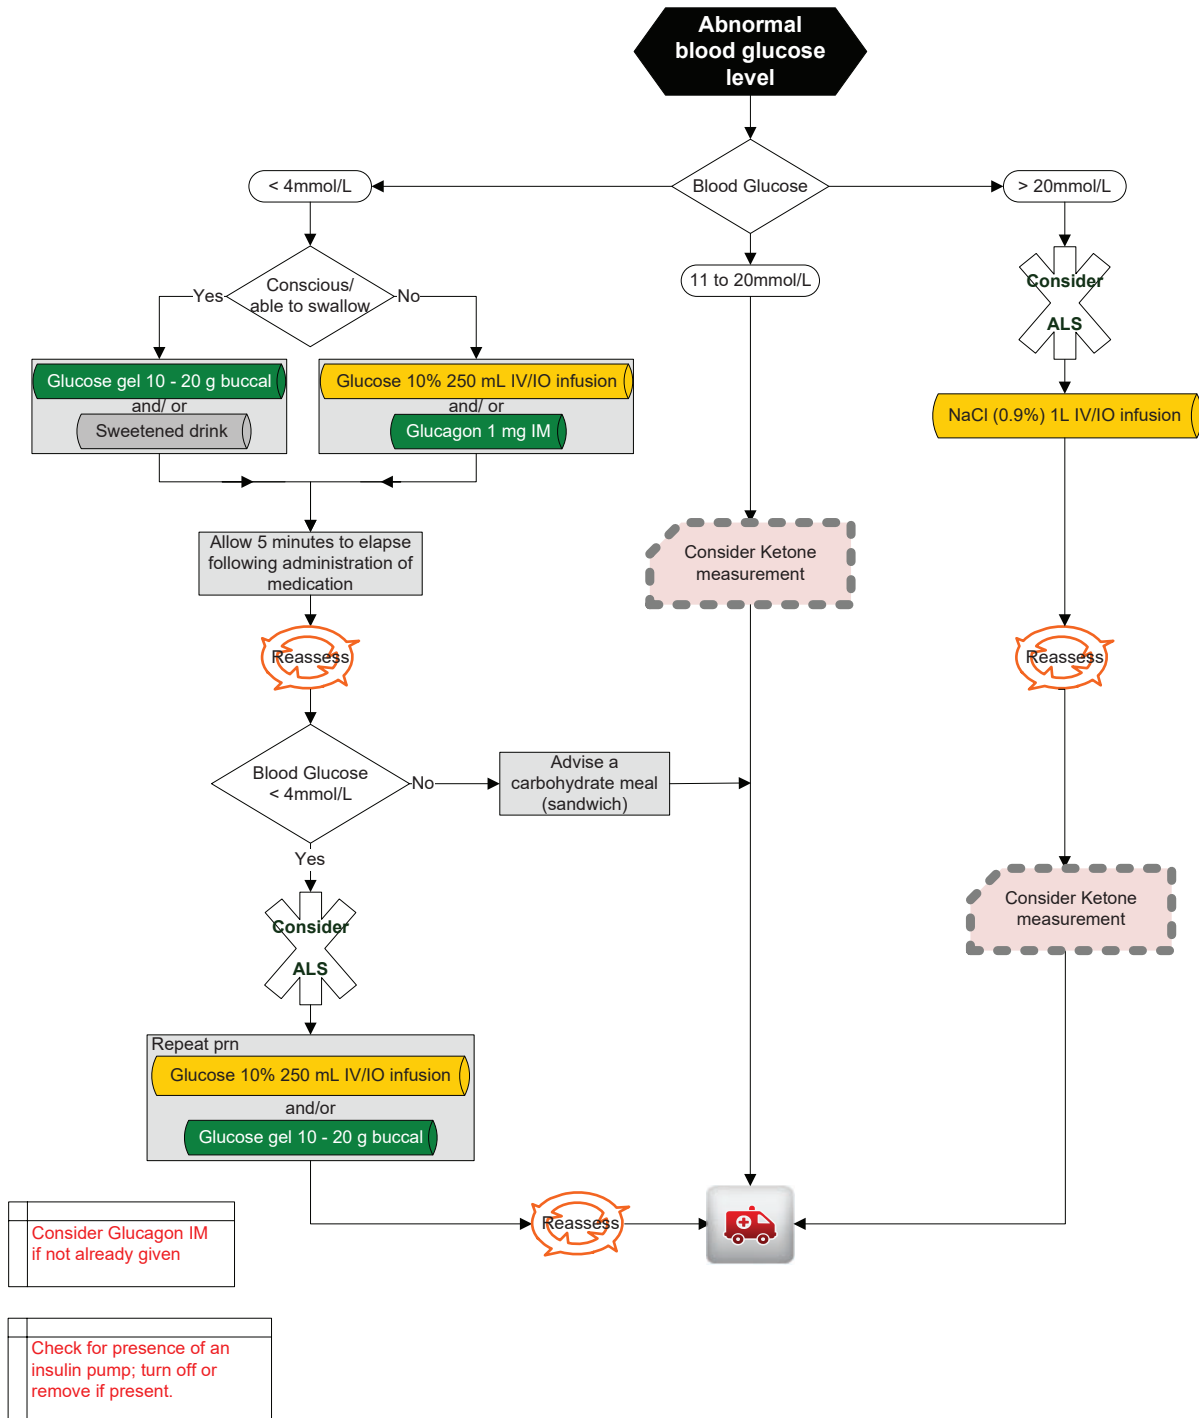 Abnormal
blood glucose
level
Blood Glucose
< 4mmol/L
> 20mmol/L
11 to 20mmol/L
Conscious/
able to swallow
Yes
No
Consider
ALS
Glucose gel 10 - 20 g buccal
and/ or
Sweetened drink
Glucose 10% 250 mL IV/IO infusion
and/ or
Glucagon 1 mg IM
NaCl (0.9%) 1L IV/IO infusion
Allow 5 minutes to elapse
following administration of
medication
Consider Ketone
measurement
Reassess
Reassess
Blood Glucose
< 4mmol/L
No
Advise a
carbohydrate meal
(sandwich)
Yes
Consider
ALS
Consider Ketone
measurement
Repeat prn
Glucose 10% 250 mL IV/IO infusion
and/or
Glucose gel 10 - 20 g buccal
Reassess
Consider Glucagon IM
if not already given
Check for presence of an
insulin pump; turn off or
remove if present.